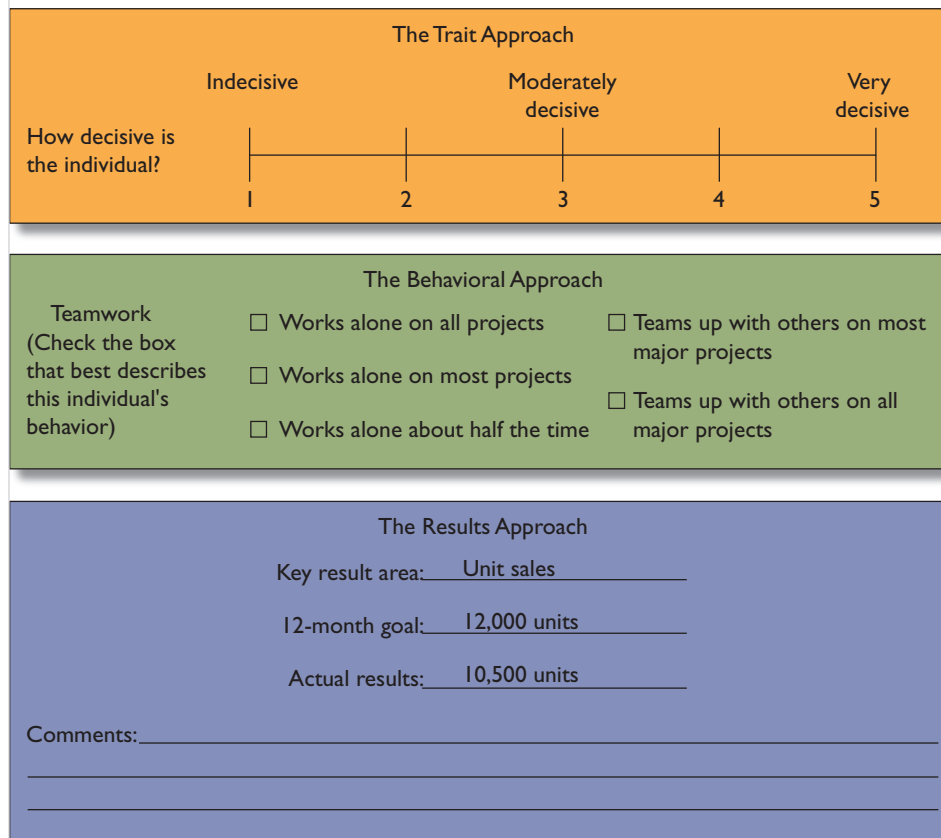 The Trait Approach
Indecisive
Moderately
decisive
Very
decisive
How decisive is
the individual?
1
2
3
4
5
The Behavioral Approach
Teamwork
(Check the box
that best describes
this individual's
behavior)
Works alone on all projects
Works alone on most projects
Works alone about half the time
Teams up with others on most
major projects
Teams up with others on all
major projects
The Results Approach
Key result area: Unit sales
12-month goal: 12,000 units
Actual results: 10,500 units
Comments: